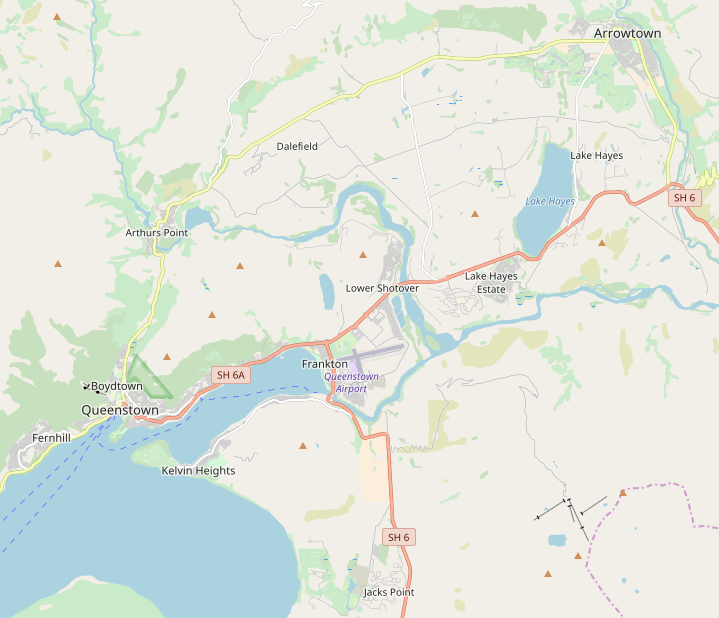 Arrowtown
Dalefield
Lake Hayes
Lake Hayes
SH 6
Arthurs Point
Lake Hayes
Estate
Lower Shotover
Frankton
SH 6A
Queenstown
Airport
Boydtown
Queenstown
Fernhill
Kelvin Heights
SH 6
Jacks Point